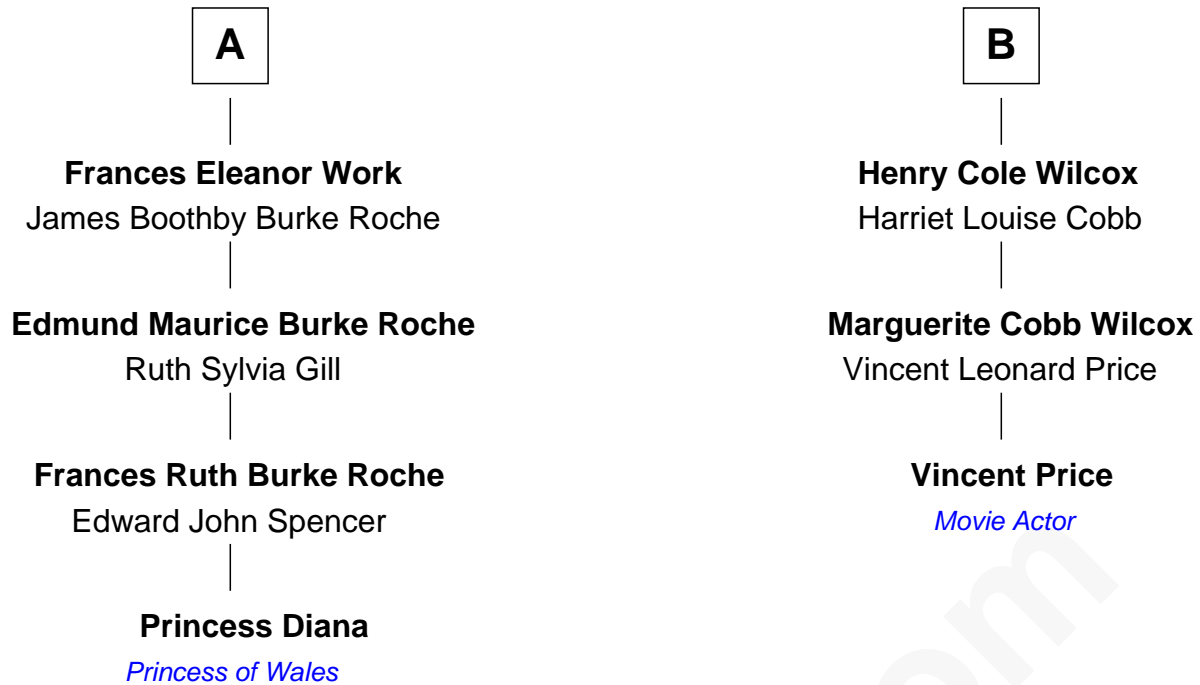 A
Frances Eleanor Work
James Boothby Burke Roche
Edmund Maurice Burke Roche
Ruth Sylvia Gill
Frances Ruth Burke Roche
Edward John Spencer
Princess Diana
Princess of Wales
B
Henry Cole Wilcox
Harriet Louise Cobb
Marguerite Cobb Wilcox
Vincent Leonard Price
Vincent Price
Movie Actor
om